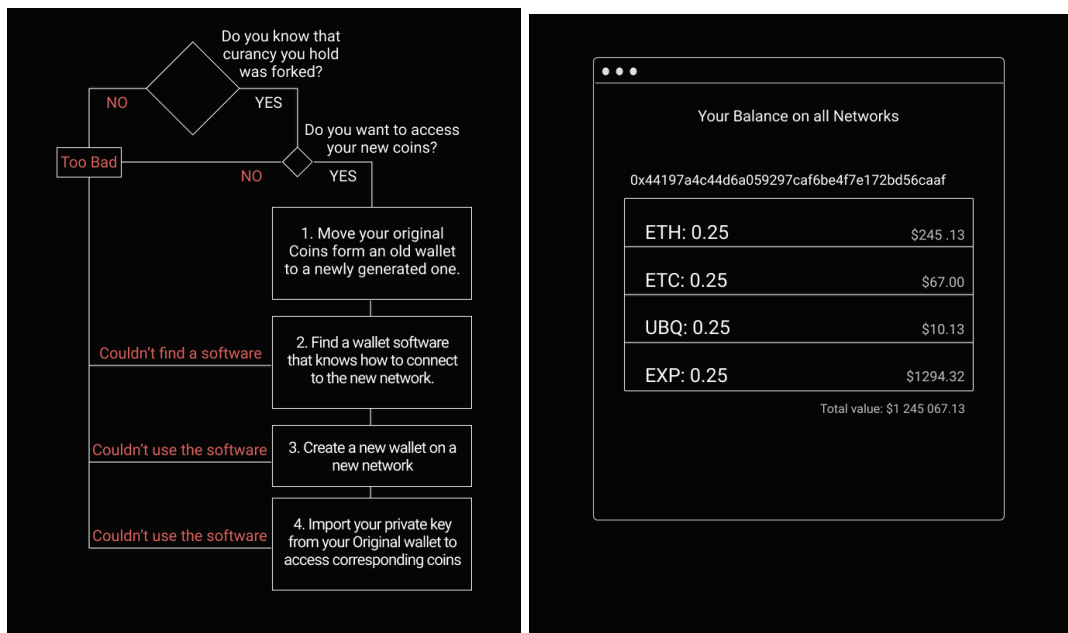 Do you know that
curancy you hold
was forked?
NO
YES
Do you want to access
your new coins?
Too Bad
NO
YES
1. Move your original
Coins form an old wallet
to a newly generated one.
Couldn't find a software
2. Find a wallet software
that knows how to connect
to the new network.
Couldn't use the software
3. Create a new wallet on a
new network
Couldn't use the software
4. Import your private key
from your Original wallet to
access corresponding coins
Your Balance on all Networks
0x44197a4c44d6a059297caf6be4f7e172bd56caaf
ETH: 0.25 $245 .13
ETC: 0.25 $67.00
UBQ: 0.25 $10.13
EXP: 0.25 $1294.32
Total value: $1 245 067.13